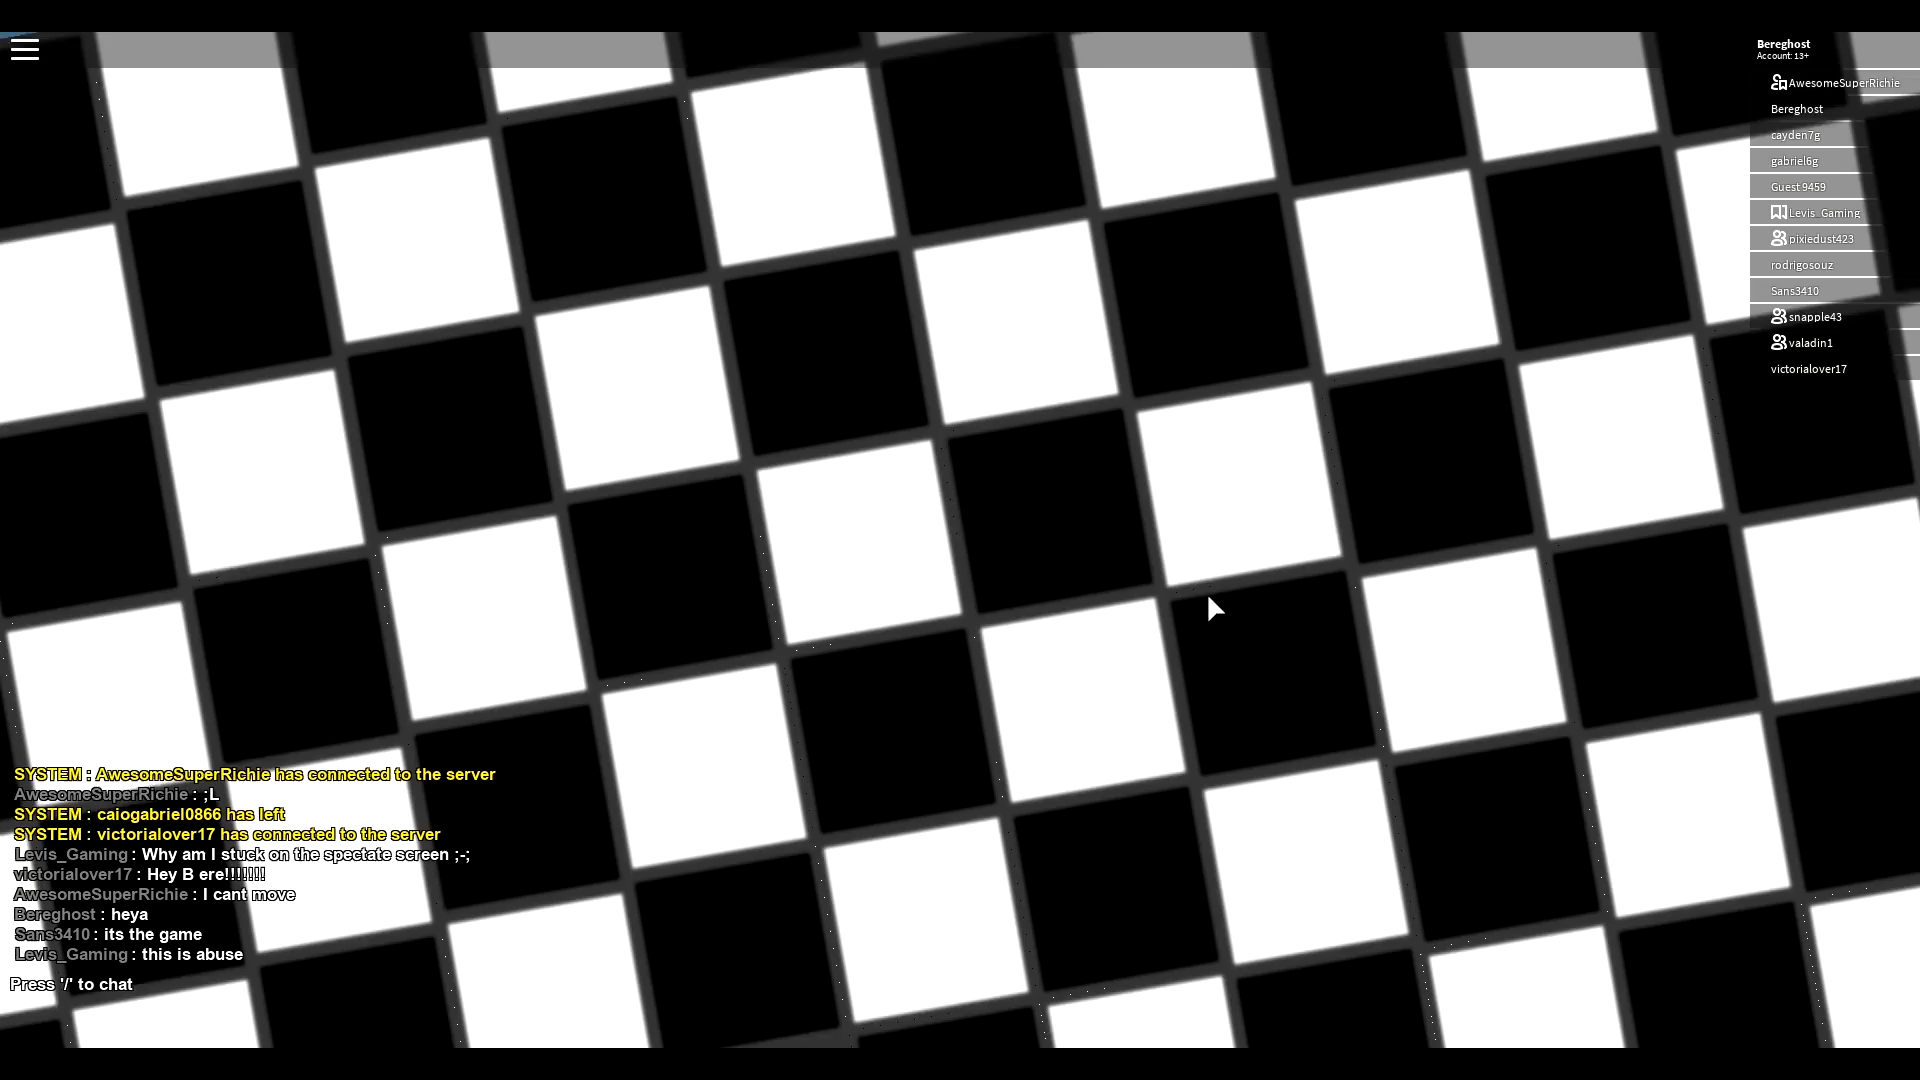 Bereghost
Account: 13+
AwesomeSuperRichie
Bereghost
cayden7g
gabriel6g
Guest 9459
Levis_Gaming
pixiedust423
rodrigosouz
Sans3410
snapple43
valadin1
victorialover17
SYSTEM : AwesomeSuperRichie has connected to the server
AwesomeSuperRichie : ;L
SYSTEM : caiogabriel0866 has left
SYSTEM : victorialover17 has connected to the server
Levis_Gaming : Why am I stuck on the spectate screen ;-;
victorialover17 : Hey B ere!!!!!!!
AwesomeSuperRichie : I cant move
Bereghost : heya
Sans3410 : its the game
Levis_Gaming : this is abuse
Press '/' to chat